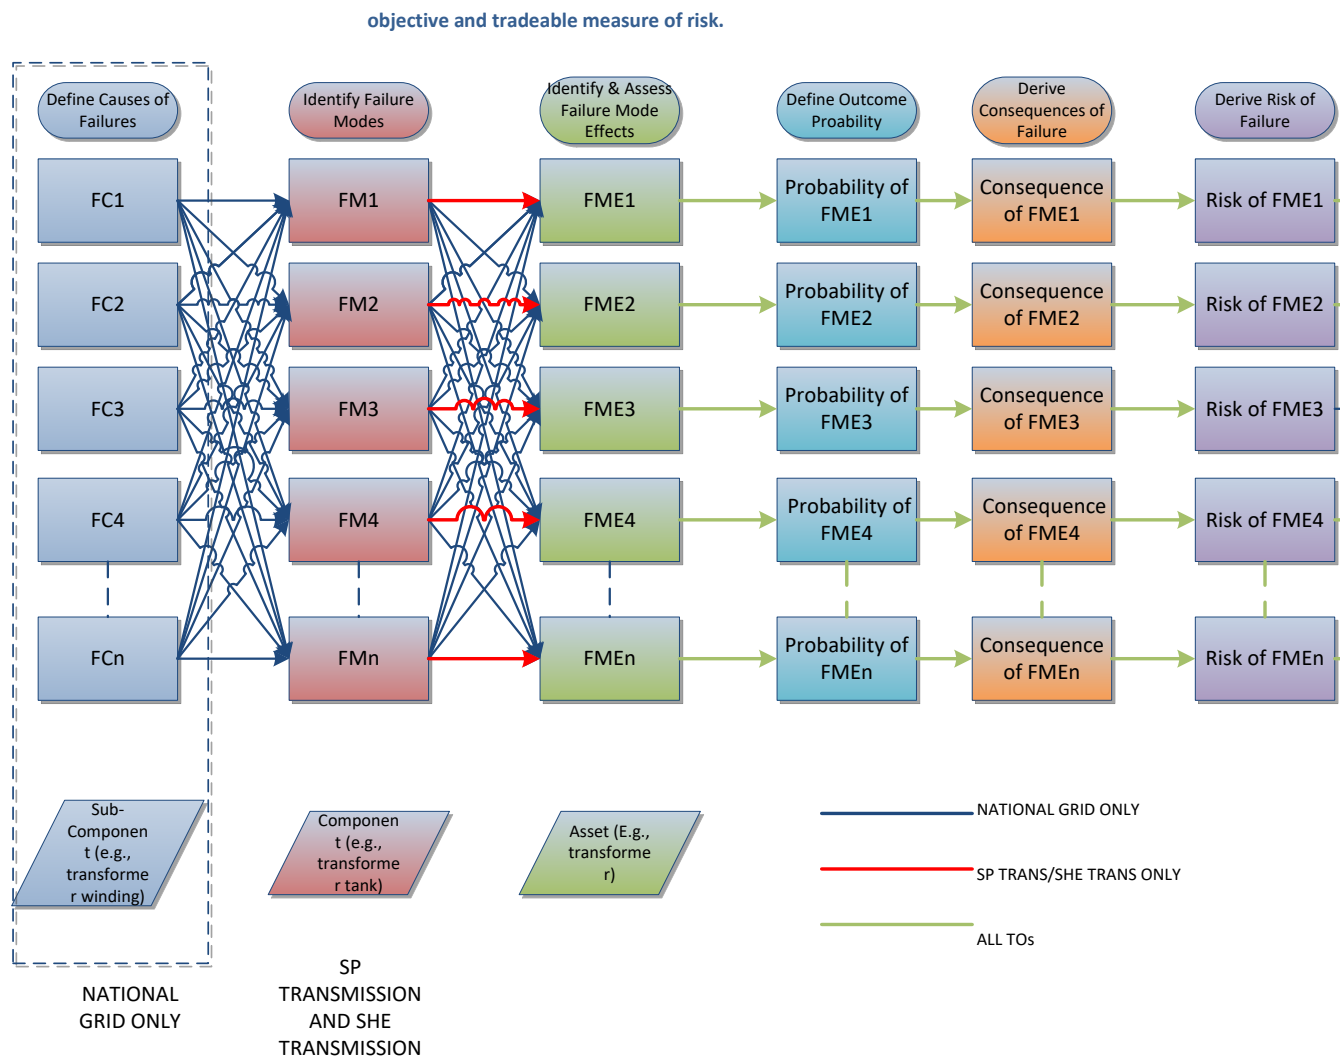 objective and tradeable measure of risk.
Define Causes of
Failures
Identify Failure
Modes
Identify & Assess
Failure Mode
Effects
Define Outcome
Proability
Derive
Consequences of
Failure
Derive Risk of
Failure
FC1
FM1
FME1
Probability of
FME1
Consequence
of FME1
Risk of FME1
FC2
FM2
FME2
Probability of
FME2
Consequence
of FME2
Risk of FME2
FC3
FM3
FME3
Probability of
FME3
Consequence
of FME3
Risk of FME3
FC4
FM4
FME4
Probability of
FME4
Consequence
of FME4
Risk of FME4
FCn
FMn
FMEn
Probability of
FMEn
Consequence
of FMEn
Risk of FMEn
Sub-
Componen
t (e.g.,
transforme
r winding)
Componen
t (e.g.,
transforme
r tank)
Asset (E.g.,
transforme
r)
NATIONAL GRID ONLY
SP TRANS/SHE TRANS ONLY
ALL TOs
NATIONAL
GRID ONLY
SP
TRANSMISSION
AND SHE
TRANSMISSION